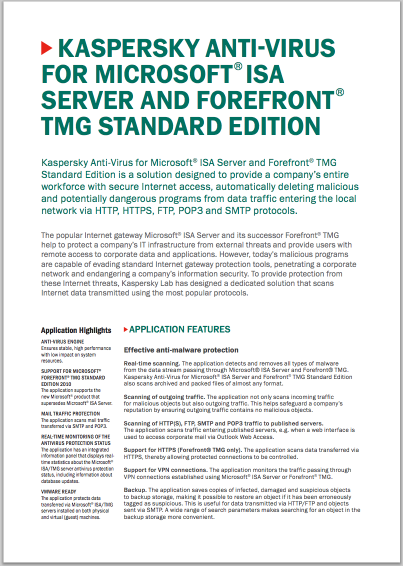 KASPERSKY ANTI-VIRUS
FOR MICROSOFT® ISA
SERVER AND FOREFRONT®
TMG STANDARD EDITION
Kaspersky Anti-Virus for Microsoft® ISA Server and Forefront® TMG
Standard Edition is a solution designed to provide a company's entire
workforce with secure Internet access, automatically deleting malicious
and potentially dangerous programs from data traffic entering the local
network via HTTP, HTTPS, FTP, POP3 and SMTP protocols.
The popular Internet gateway Microsoft® ISA Server and its successor Forefront® TMG
help to protect a company's IT infrastructure from external threats and provide users with
remote access to corporate data and applications. However, today's malicious programs
are capable of evading standard Internet gateway protection tools, penetrating a corporate
network and endangering a company's information security. To provide protection from
these Internet threats, Kaspersky Lab has designed a dedicated solution that scans
Internet data transmitted using the most popular protocols.
Application Highlights
ANTI-VIRUS ENGINE
Ensures stable, high performance
with low impact on system
resources.
SUPPORT FOR MICROSOFT®
FOREFRONT® TMG STANDARD
EDITION 2010
The application supports the
new Microsoft® product that
supersedes Microsoft® ISA Server.
MAIL TRAFFIC PROTECTION
The application scans mail traffic
transferred via SMTP and POP3.
REAL-TIME MONITORING OF THE
ANTIVIRUS PROTECTION STATUS
The application has an integrated
information panel that displays real-
time statistics about the Microsoft®
ISA/TMG server antivirus protection
status, including information about
database updates.
VMWARE READY
The application protects data
transferred via Microsoft® ISA/TMG
servers installed on both physical
and virtual (guest) machines.
APPLICATION FEATURES
Effective anti-malware protection
Real-time scanning. The application detects and removes all types of malware
from the data stream passing through Microsoft® ISA Server and Forefront® TMG.
Kaspersky Anti-Virus for Microsoft® ISA Server and Forefront® TMG Standard Edition
also scans archived and packed files of almost any format.
Scanning of outgoing traffic. The application not only scans incoming traffic
for malicious objects but also outgoing traffic. This helps safeguard a company's
reputation by ensuring outgoing traffic contains no malicious objects.
Scanning of HTTP(S), FTP, SMTP and POP3 traffic to published servers.
The application scans traffic entering published servers, e.g. when a web interface is
used to access corporate mail via Outlook Web Access.
Support for HTTPS (Forefront® TMG only). The application scans data transferred via
HTTPS, thereby allowing protected connections to be controlled.
Support for VPN connections. The application monitors the traffic passing through
VPN connections established using Microsoft® ISA Server or Forefront® TMG.
Backup. The application saves copies of infected, damaged and suspicious objects
to backup storage, making it possible to restore an object if it has been erroneously
tagged as suspicious. This is useful for data transmitted via HTTP/FTP and objects
sent via SMTP. A wide range of search parameters makes searching for an object in the
backup storage more convenient.